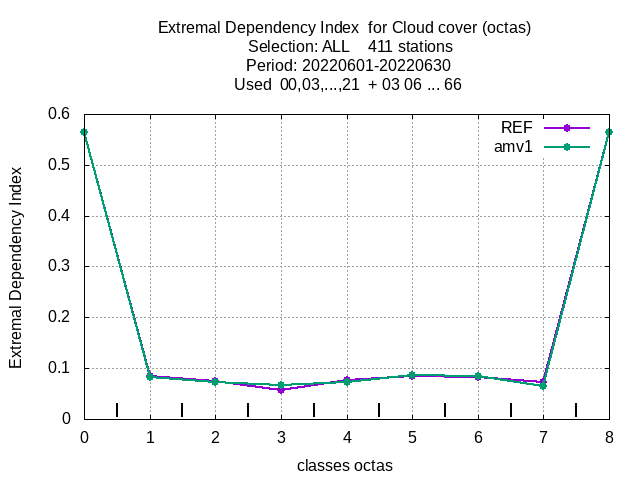 Extremal Dependency Index  for Cloud cover (octas)
Selection: ALL    411 stations
Period: 20220601-20220630
Used  00,03,...,21  + 03 06 ... 66
REF
amv1
0.6
0.5
0.4
0.3
0.2
0.1
0
Extremal Dependency Index
0 1 2 3 4 5 6 7 8
classes octas